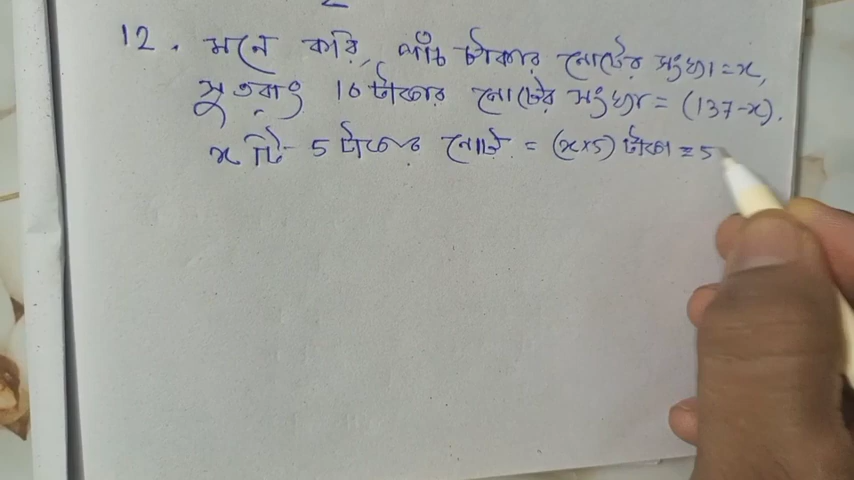 12. মনে করি, পাঁচ টাকার নোটের সংখ্যা = x,
সুতরাং 10 টাকার নোটের সংখ্যা = (137-x).
x টি 5 টাকার নোট = (x×5) টাকা = 5